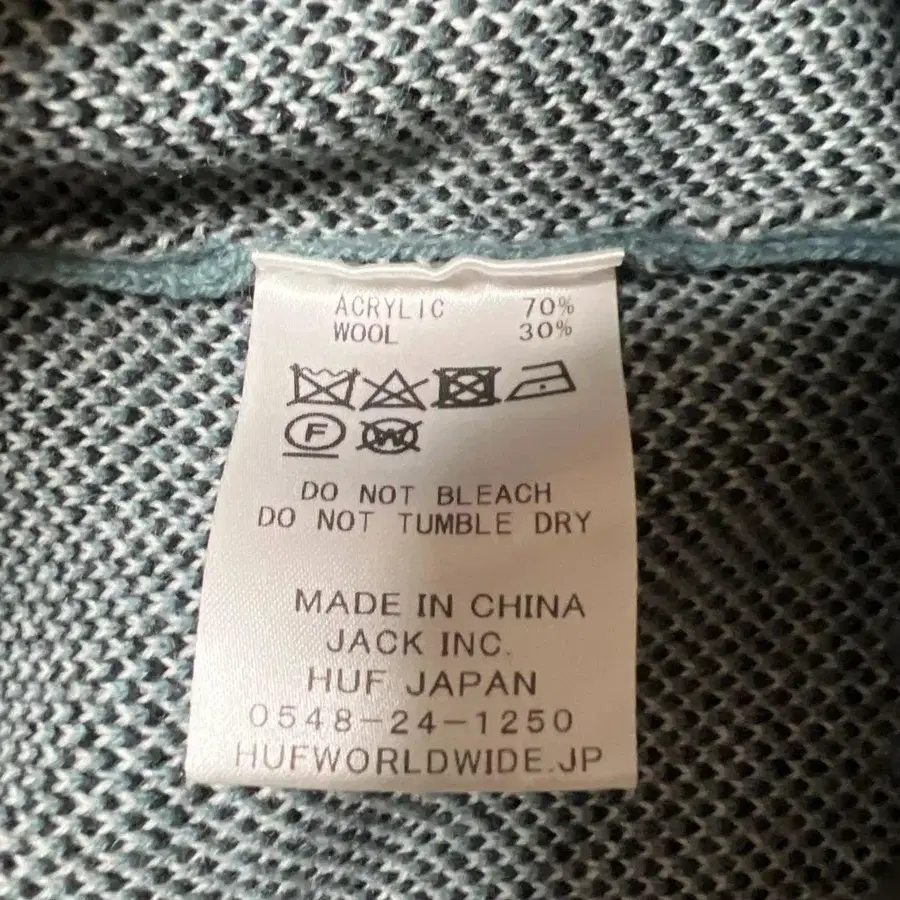 ACRYLIC 70%
WOOL 30%
F W
DO NOT BLEACH
DO NOT TUMBLE DRY
MADE IN CHINA
JACK INC.
HUF JAPAN
0548-24-1250
HUFWORLDWIDE.JP